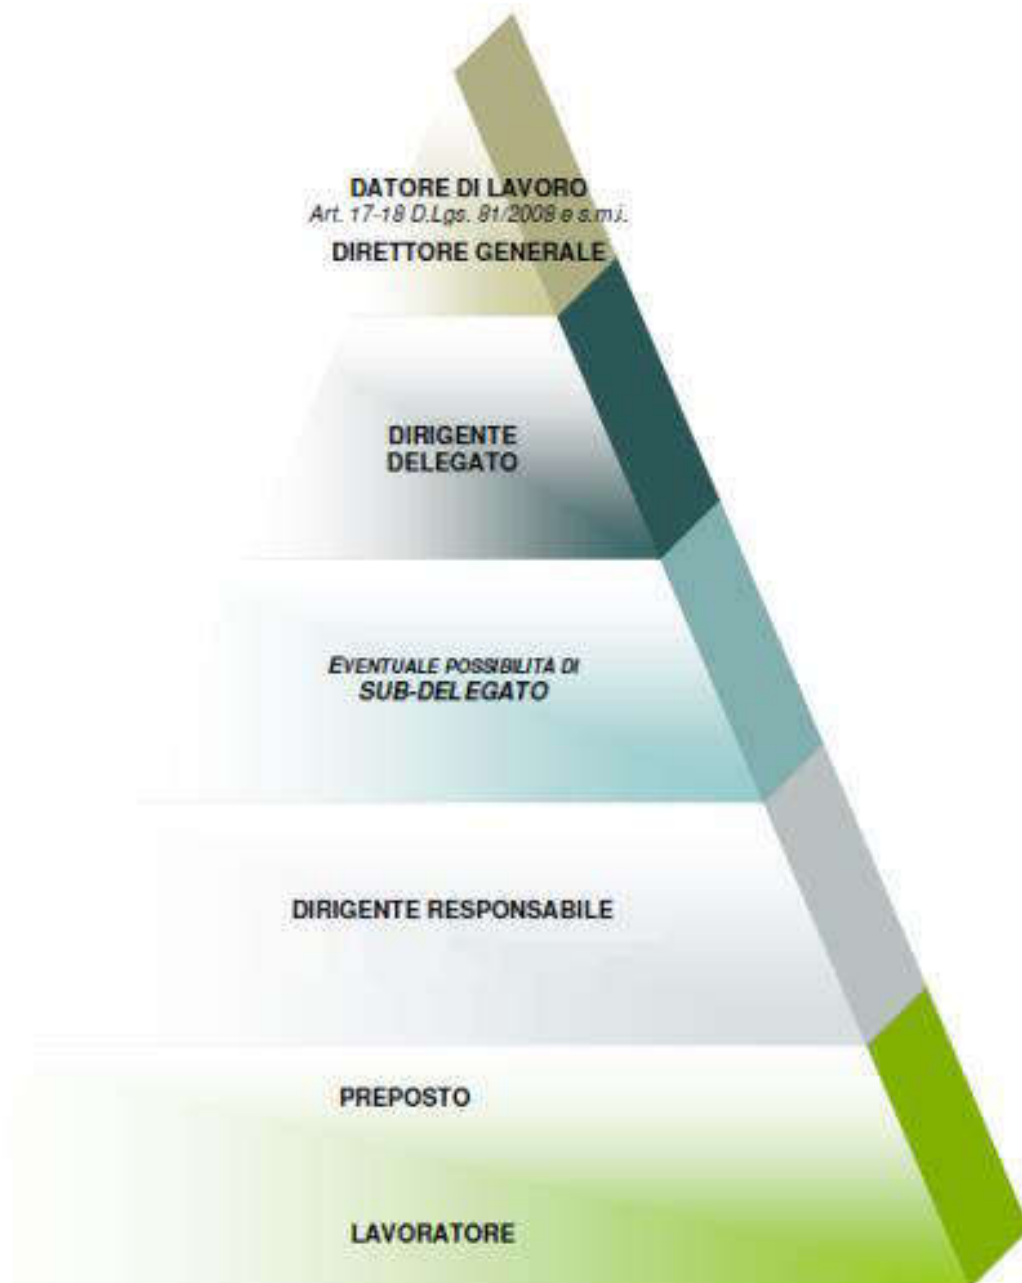 DATORE DI LAVORO
Art. 17-18 D.Lgs. 81/2008 e s.m.i.
DIRETTORE GENERALE
DIRIGENTE
DELEGATO
EVENTUALE POSSIBILITÀ DI
SUB-DELEGATO
DIRIGENTE RESPONSABILE
PREPOSTO
LAVORATORE